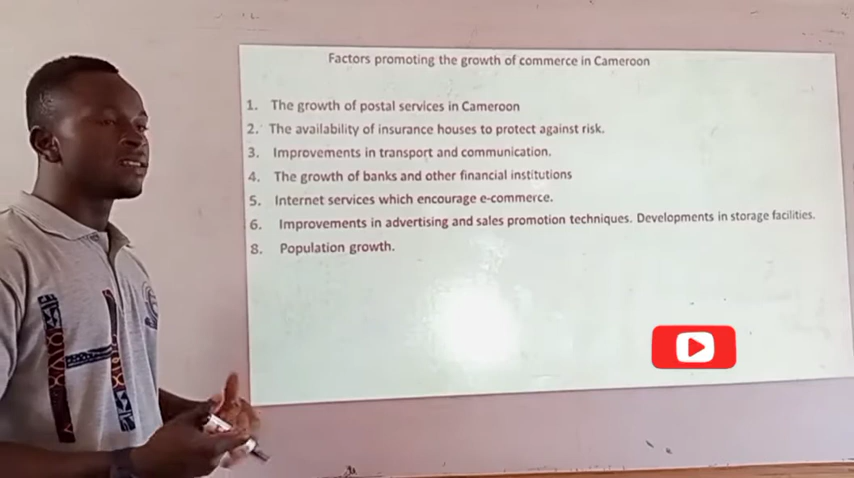 Factors promoting the growth of commerce in Cameroon
1. The growth of postal services in Cameroon
2. The availability of insurance houses to protect against risk.
3. Improvements in transport and communication.
4. The growth of banks and other financial institutions
5. Internet services which encourage e-commerce.
6. Improvements in advertising and sales promotion techniques. Developments in storage facilities.
8. Population growth.